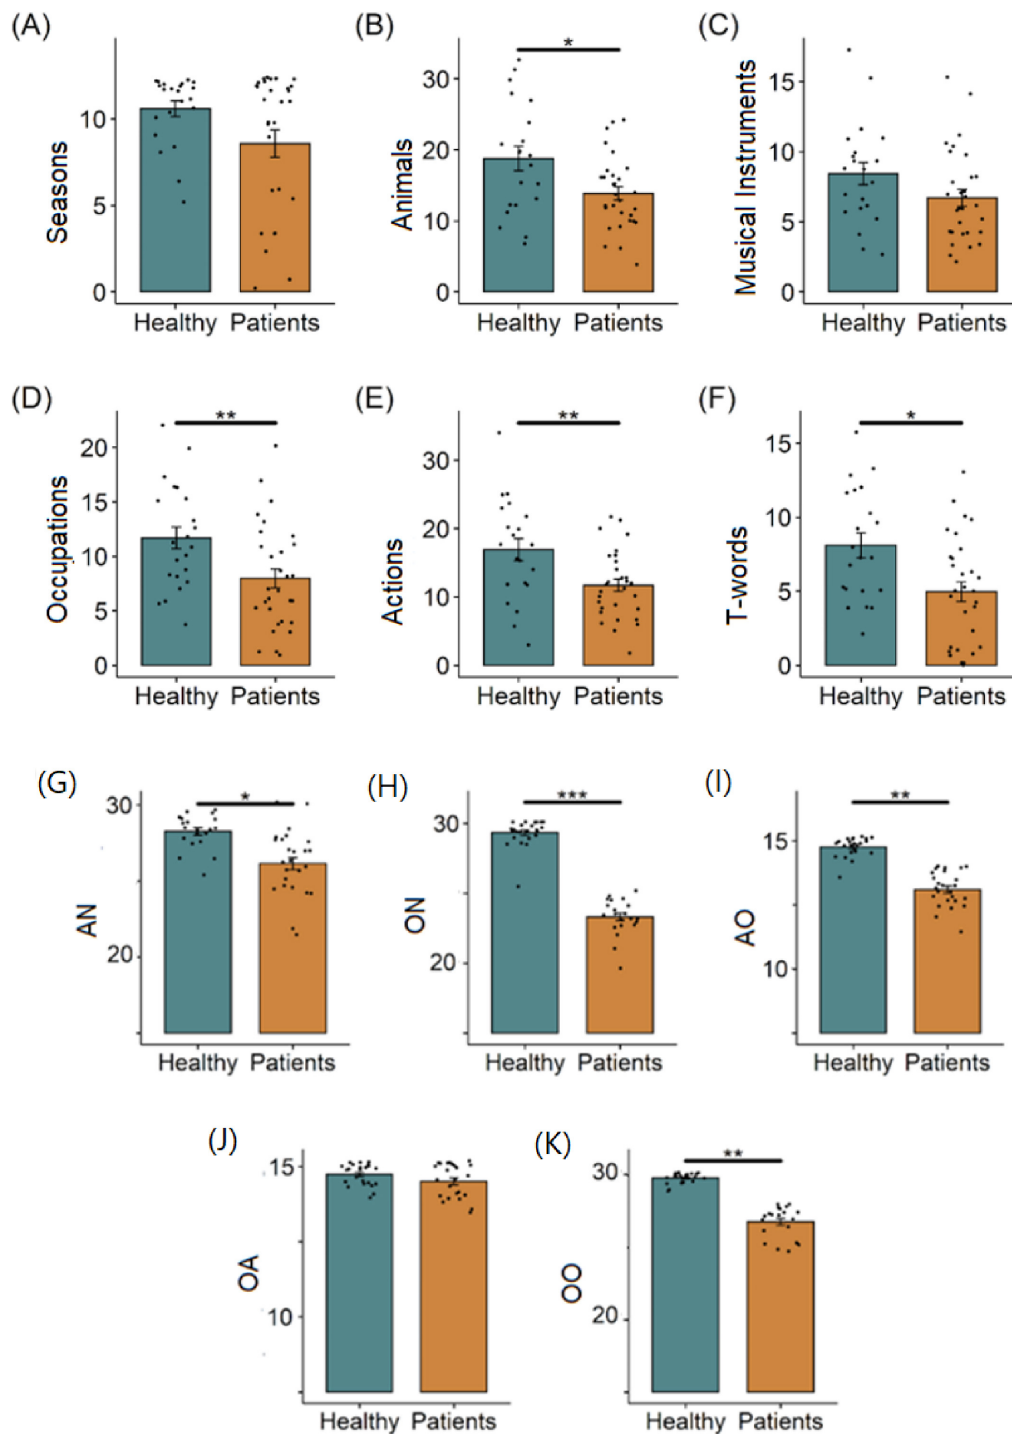 (A)
Seasons
10
5
0
Healthy Patients
(B)
*
Animals
30
20
10
0
Healthy Patients
(C)
Musical Instruments
15
10
5
0
Healthy Patients
(D)
**
Occupations
20
15
10
5
0
Healthy Patients
(E)
**
Actions
30
20
10
0
Healthy Patients
(F)
*
T-words
15
10
5
0
Healthy Patients
(G)
*
AN
30
20
Healthy Patients
(H)
***
ON
30
20
Healthy Patients
(I)
**
AO
15
10
Healthy Patients
(J)
OA
15
10
Healthy Patients
(K)
**
OO
30
20
Healthy Patients